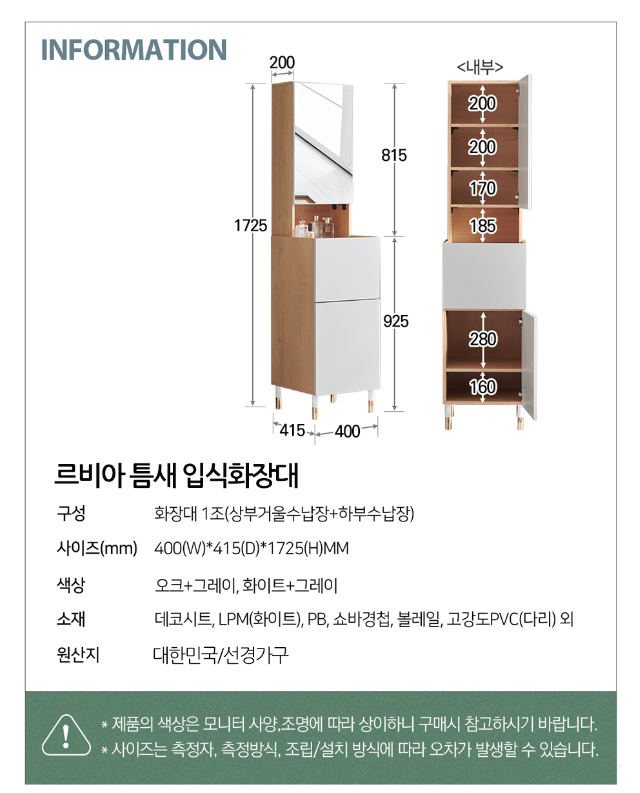 INFORMATION
200
<내부>
200
200
815
170
1725
185
925
280
160
415
400
르비아 틈새 입식화장대
구성 화장대 1조(상부거울수납장+하부수납장)
사이즈(mm) 400(W)*415(D)*1725(H)MM
색상 오크+그레이, 화이트+그레이
소재 데코시트, LPM(화이트), PB, 쇼바경첩, 볼레일, 고강도PVC(다리) 외
원산지 대한민국/선경가구
* 제품의 색상은 모니터 사양,조명에 따라 상이하니 구매시 참고하시기 바랍니다.
* 사이즈는 측정자, 측정방식, 조립/설치 방식에 따라 오차가 발생할 수 있습니다.